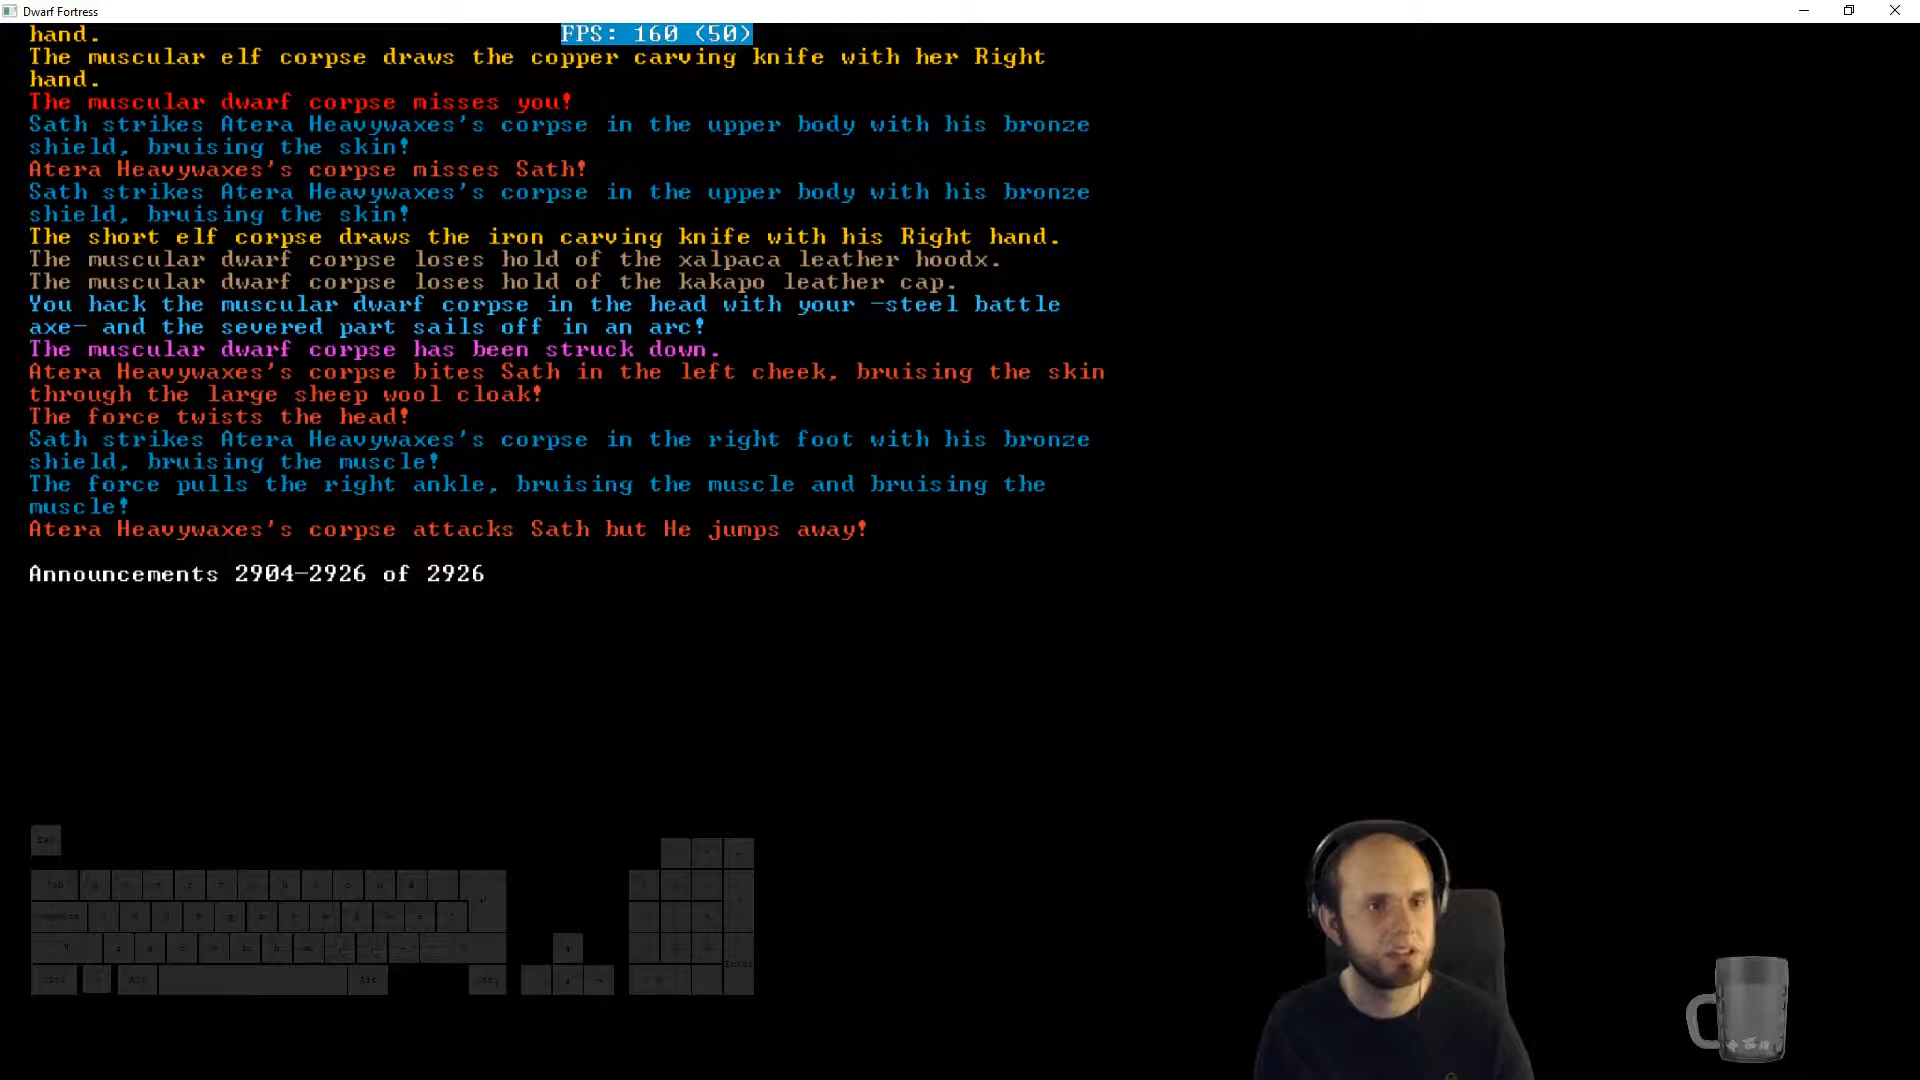 Dwarf Fortress
hand.
FPS: 160 (50)
The muscular elf corpse draws the copper carving knife with her Right
hand.
The muscular dwarf corpse misses you!
Sath strikes Atera Heavywaxes's corpse in the upper body with his bronze
shield, bruising the skin!
Atera Heavywaxes's corpse misses Sath!
Sath strikes Atera Heavywaxes's corpse in the upper body with his bronze
shield, bruising the skin!
The short elf corpse draws the iron carving knife with his Right hand.
The muscular dwarf corpse loses hold of the xalpaca leather hoodx.
The muscular dwarf corpse loses hold of the kakapo leather cap.
You hack the muscular dwarf corpse in the head with your -steel battle
axe- and the severed part sails off in an arc!
The muscular dwarf corpse has been struck down.
Atera Heavywaxes's corpse bites Sath in the left cheek, bruising the skin
through the large sheep wool cloak!
The force twists the head!
Sath strikes Atera Heavywaxes's corpse in the right foot with his bronze
shield, bruising the muscle!
The force pulls the right ankle, bruising the muscle and bruising the
muscle!
Atera Heavywaxes's corpse attacks Sath but He jumps away!
Announcements 2904-2926 of 2926
Esc
Tab
Alt
Alt
Enter